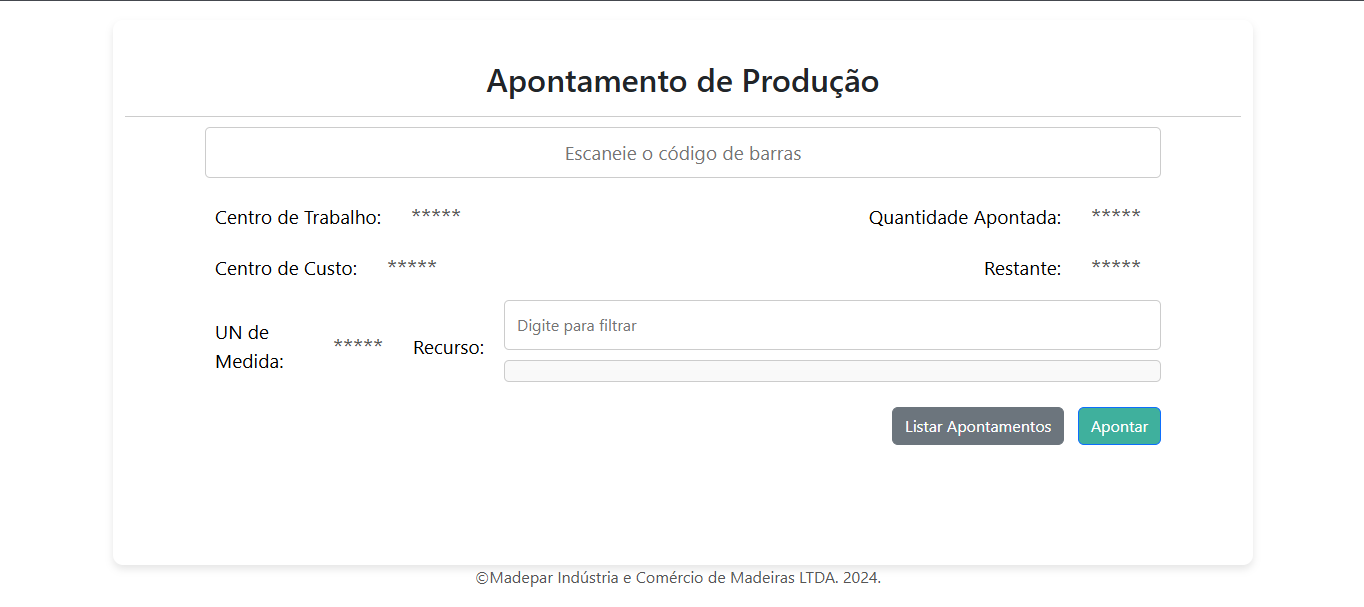 Apontamento de Produção
Escaneie o código de barras
Centro de Trabalho: ***** Quantidade Apontada: *****
Centro de Custo: ***** Restante: *****
UN de
Medida: ***** Recurso: Digite para filtrar
Listar Apontamentos Apontar
©Madepar Indústria e Comércio de Madeiras LTDA. 2024.